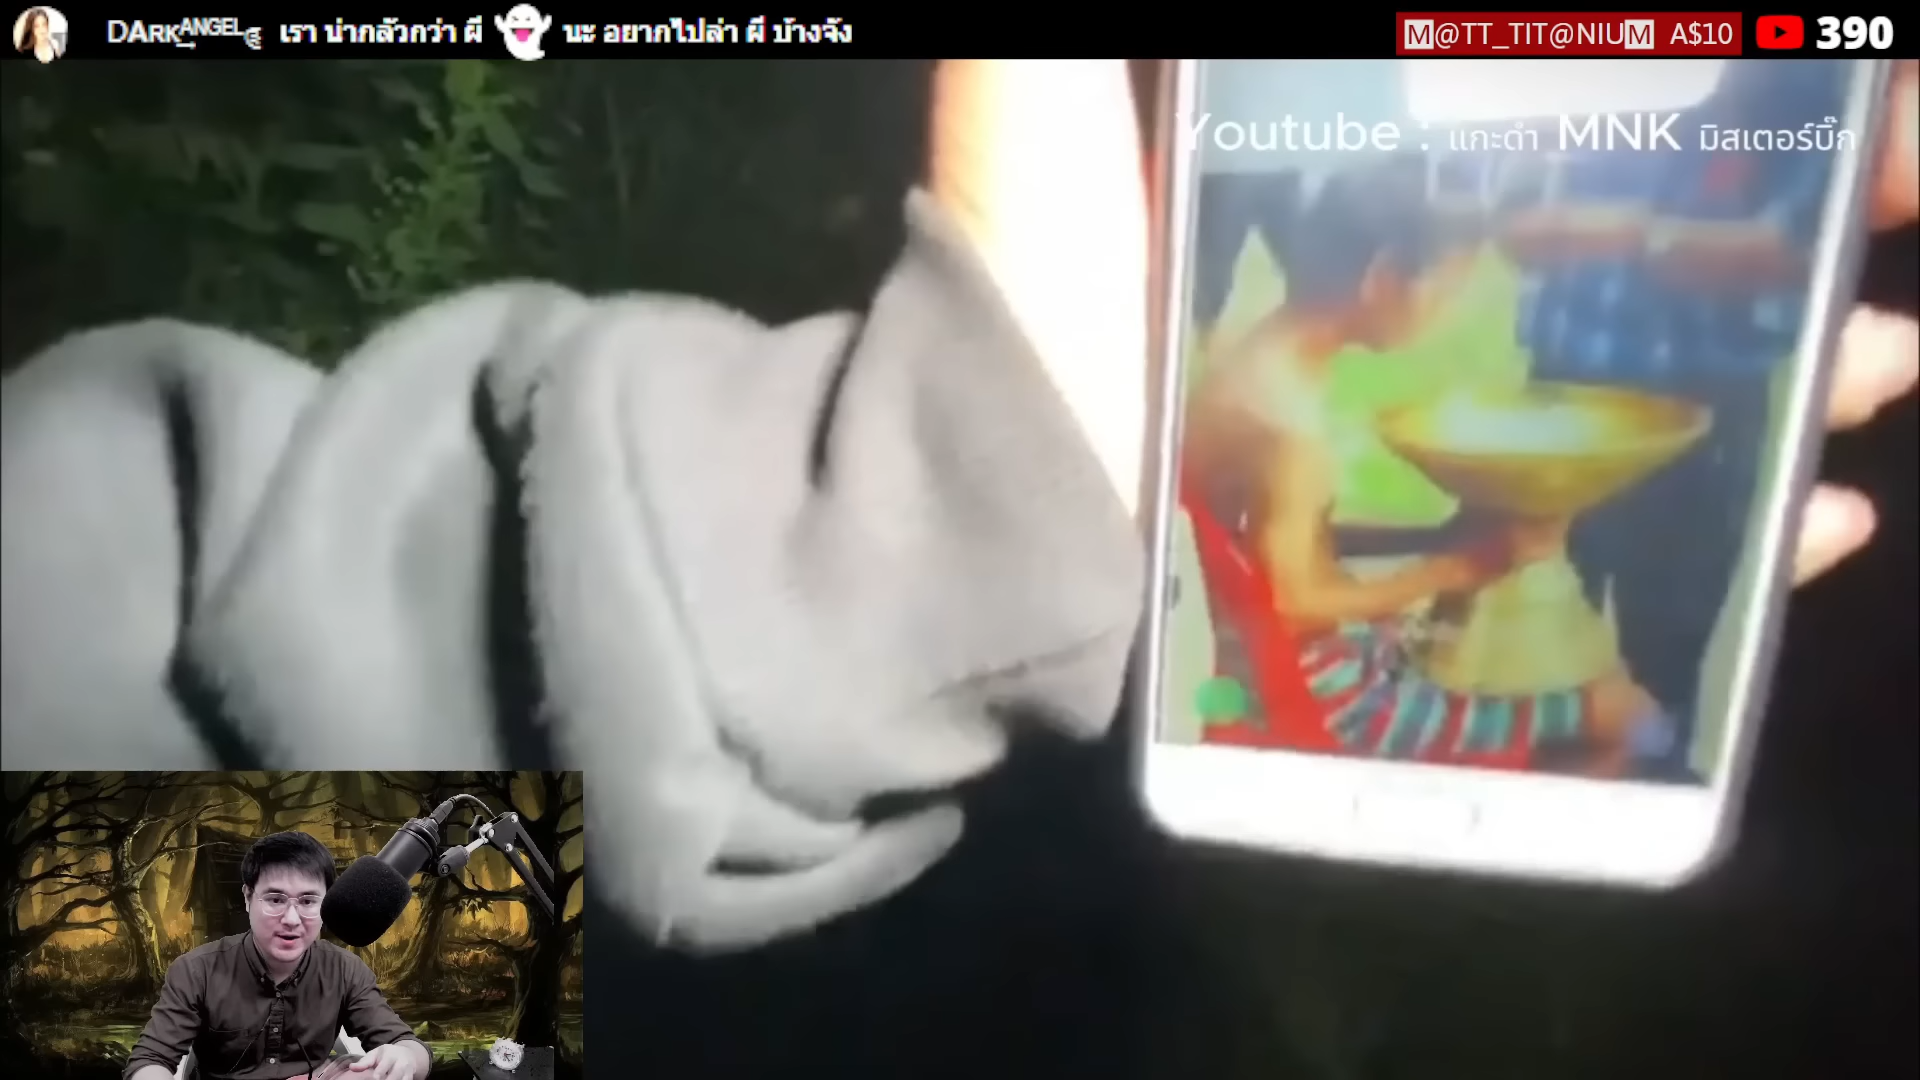 DARK_ANGEL เรา น่ากลัวกว่า ผี 👻 นะ อยากไปล่า ผี บ้างจัง
M@TT_TIT@NIUM A$10 390
Youtube : แกะดำ MNK มิสเตอร์บิ๊ก